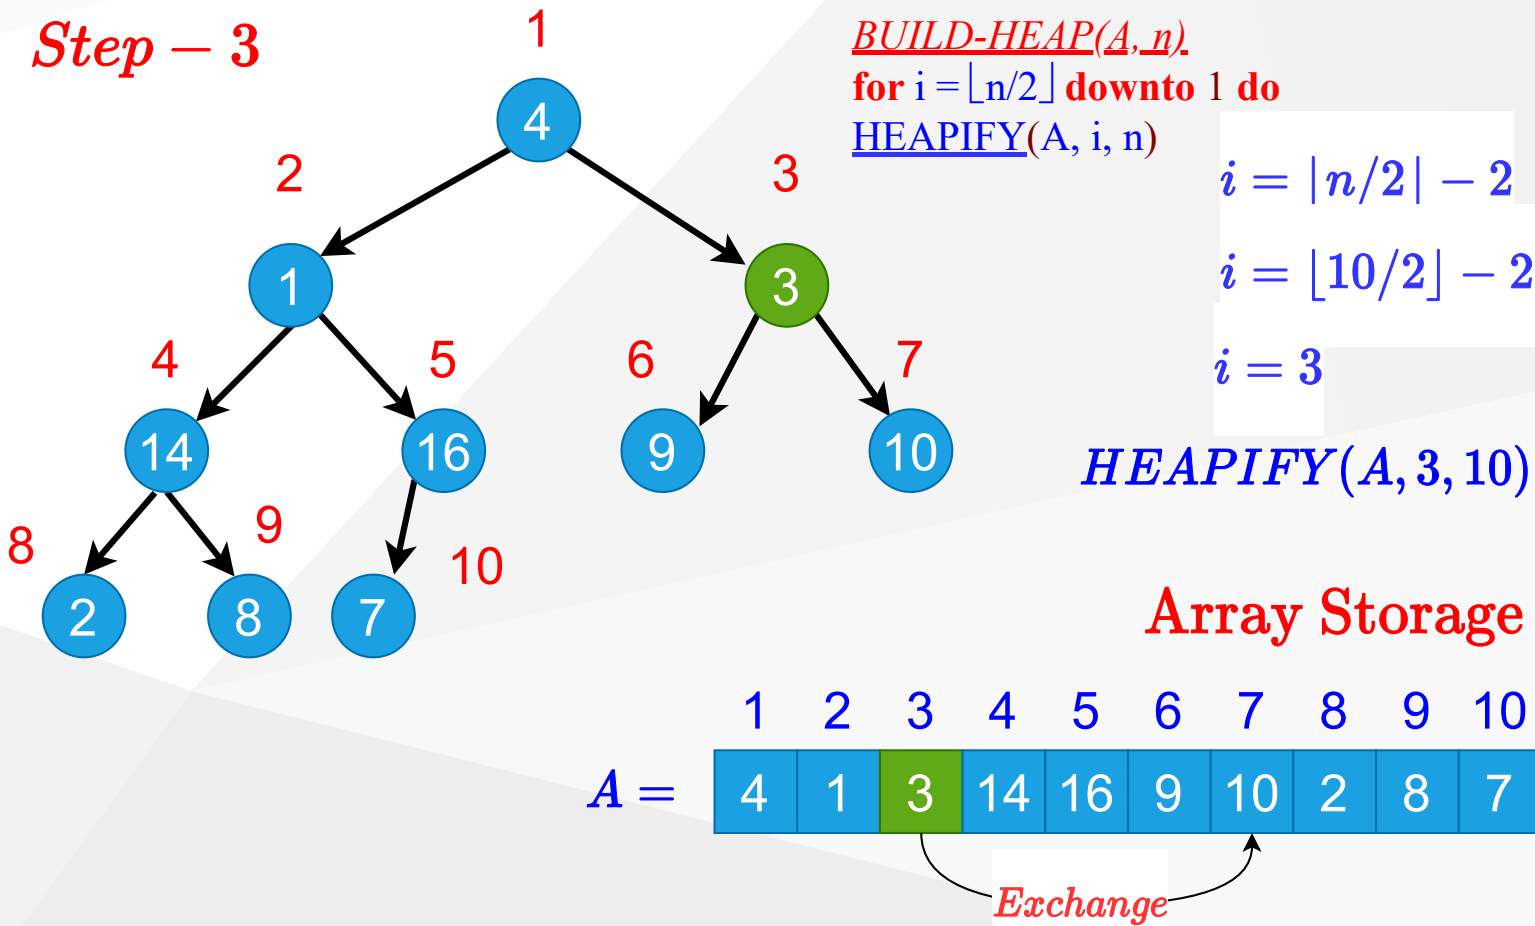 Step – 3
1
4
2
3
1
3
4
5
6
7
14
16
9
10
8
9
10
2
8
7
BUILD-HEAP(A, n)
for i = ⌊n/2⌋ downto 1 do
HEAPIFY(A, i, n)
i = |n/2| − 2
i = ⌊10/2⌋ − 2
i = 3
HEAPIFY(A, 3, 10)
Array Storage
1 2 3 4 5 6 7 8 9 10
A = 4 1 3 14 16 9 10 2 8 7
Exchange